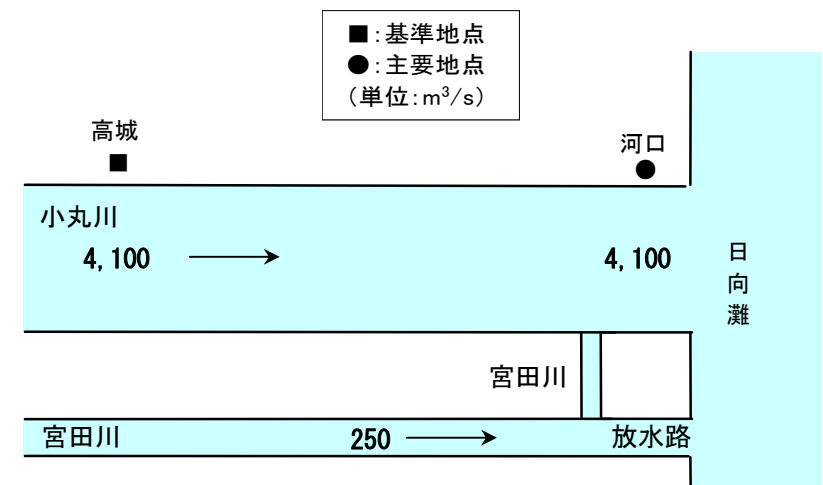 ■:基準地点
●:主要地点
(単位:m³/s)
高城
■
河口
●
小丸川
4,100
4,100
日向灘
宮田川
宮田川
250
放水路